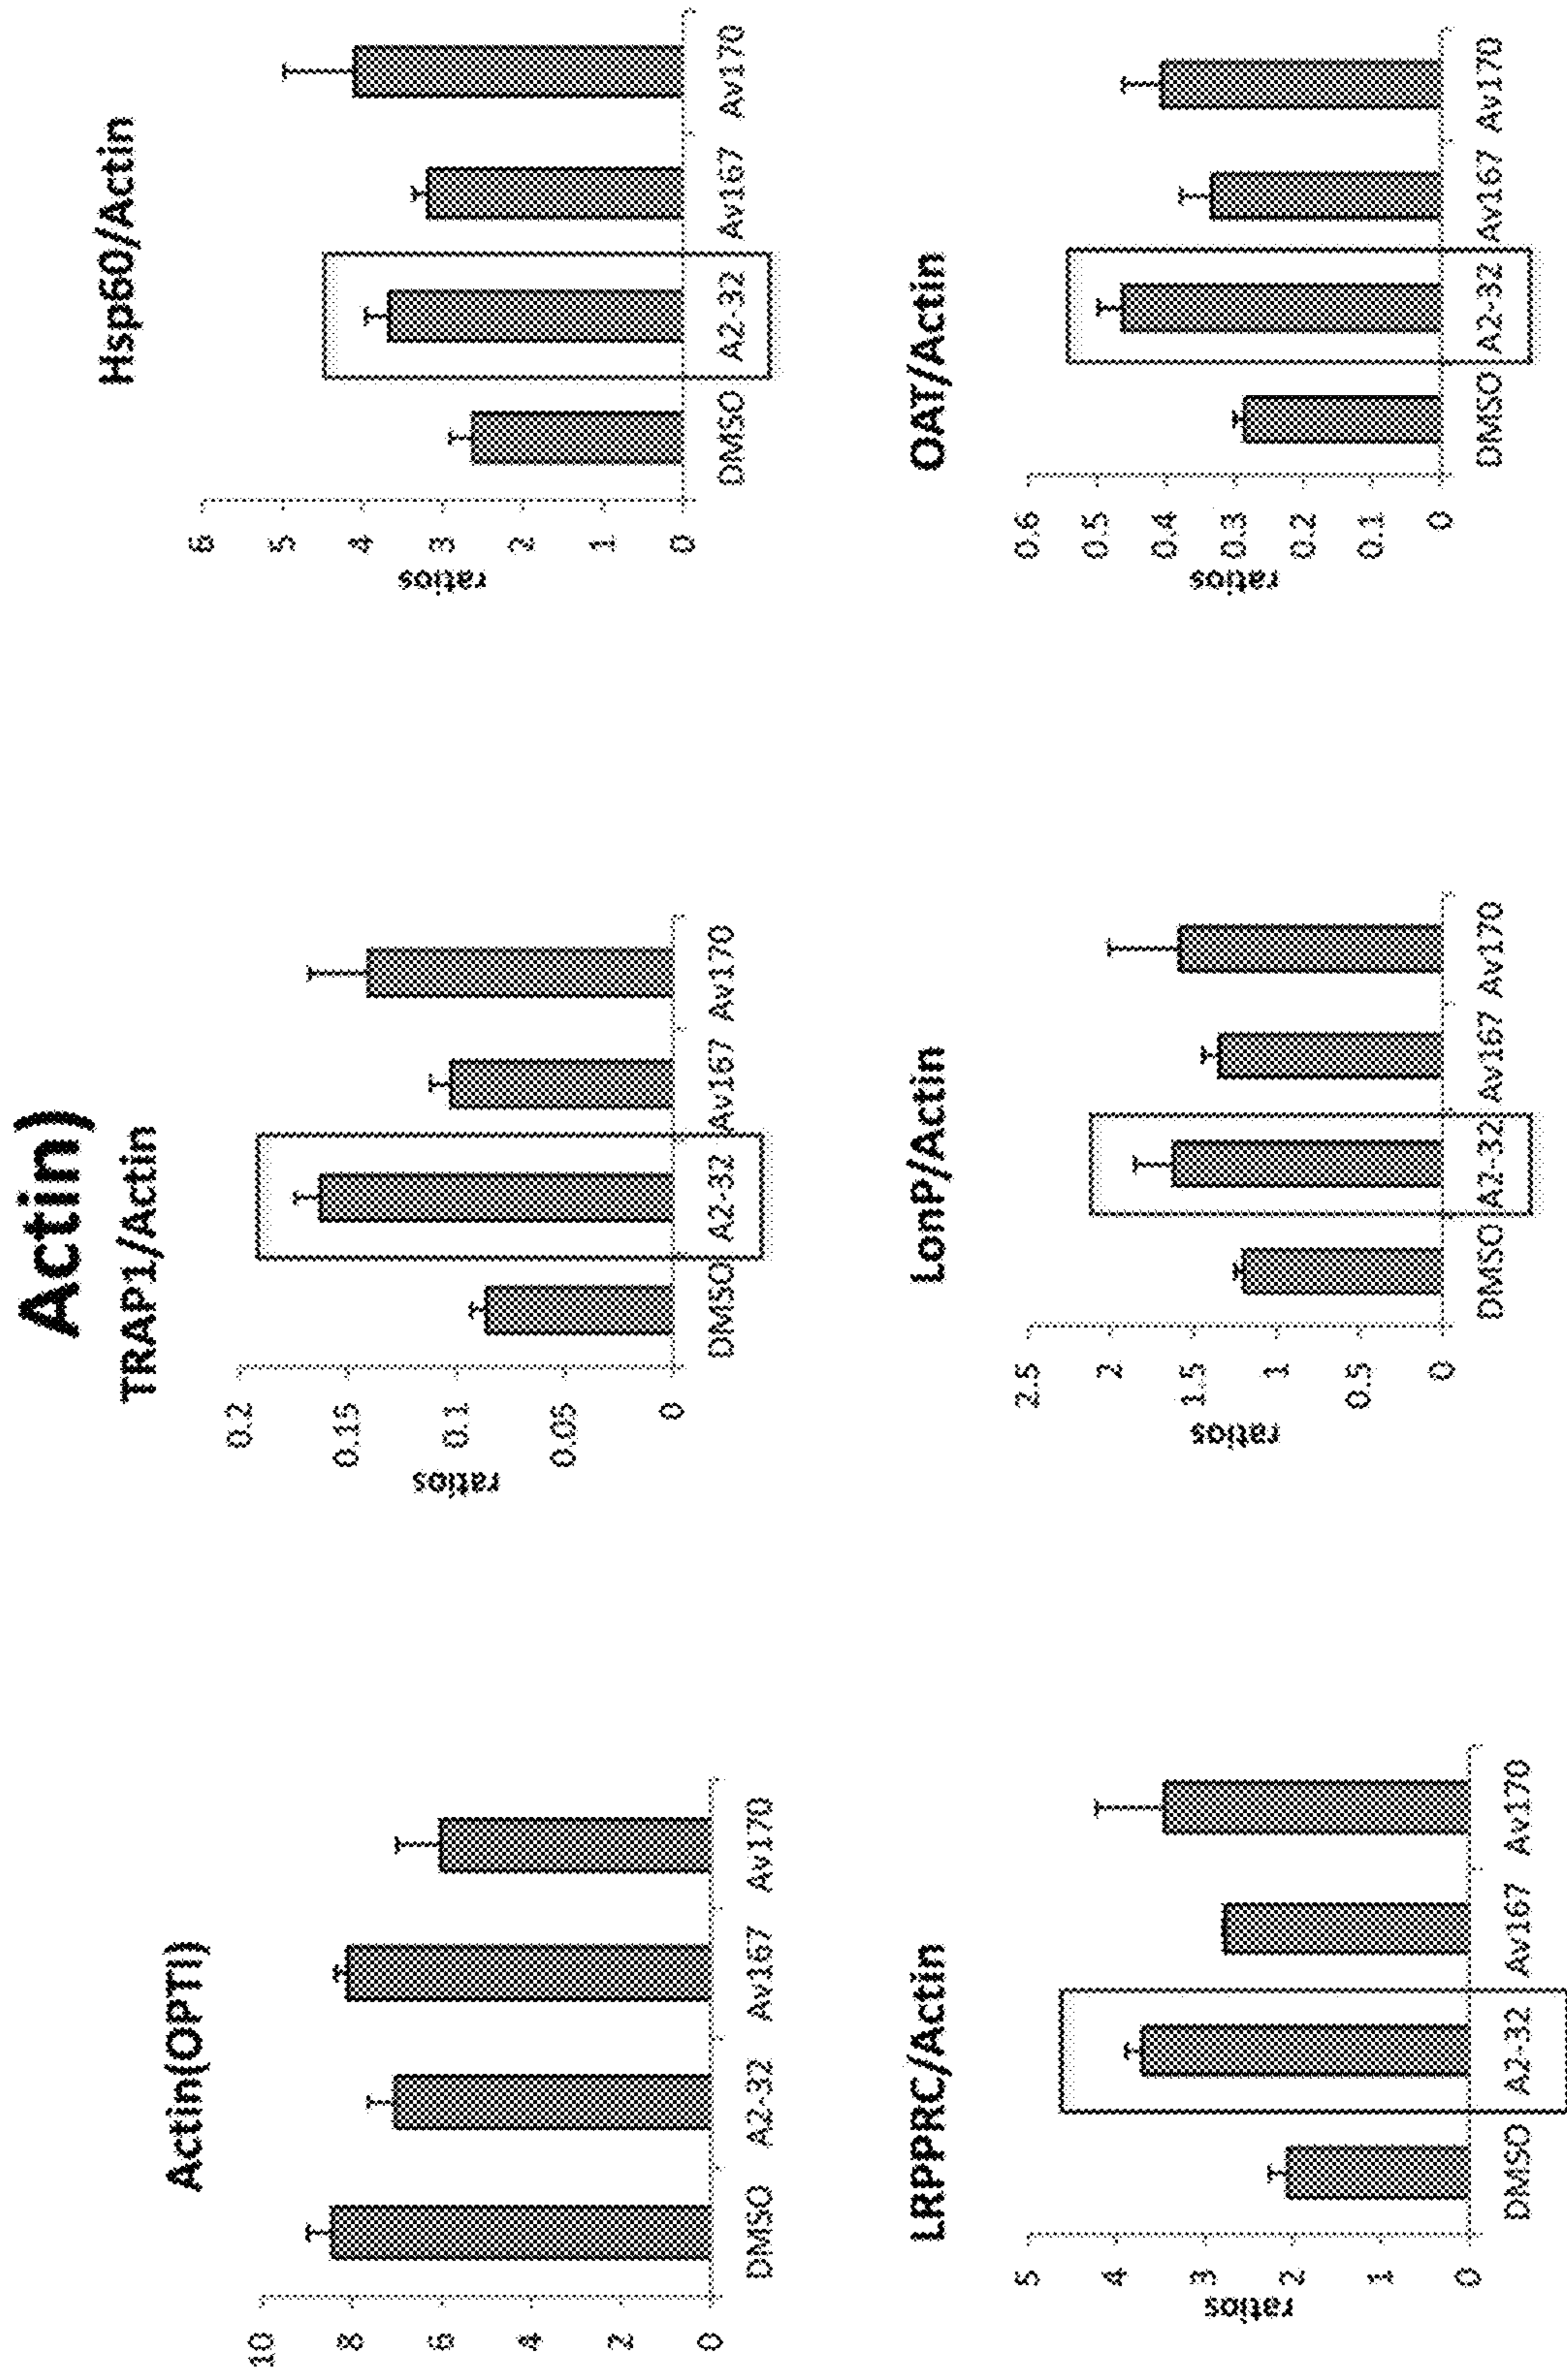 Actin)
Actin(OPTI)
10
8
6
4
2
0
DMSO A2-32 Av167 Av170
TRAP1/Actin
ratios
0.2
0.15
0.1
0.05
0
DMSO A2-32 Av167 Av170
Hsp60/Actin
ratios
6
5
4
3
2
1
0
DMSO A2-32 Av167 Av170
LRPPRC/Actin
ratios
5
4
3
2
1
0
DMSO A2-32 Av167 Av170
LonP/Actin
ratios
2.5
2
1.5
1
0.5
0
DMSO A2-32 Av167 Av170
OAT/Actin
ratios
0.6
0.5
0.4
0.3
0.2
0.1
0
DMSO A2-32 Av167 Av170